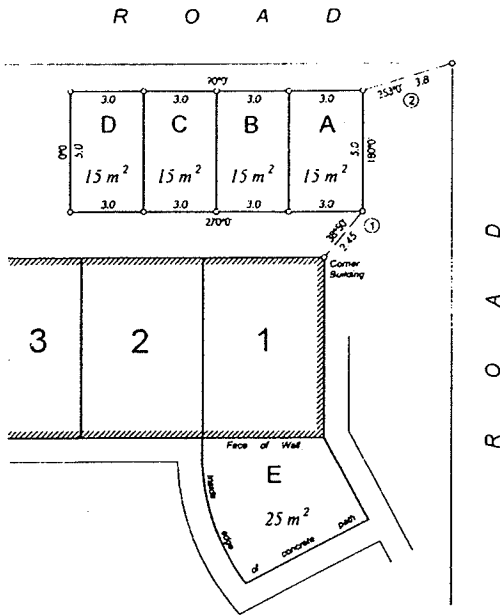 R O A D
90°0'
3.0 3.0 3.0 3.0
253°0' 3.8
②
D C B A
0°0' 5.0
5.0 180°0'
15 m² 15 m² 15 m² 15 m²
3.0 3.0 3.0 3.0
270°0'
38°50'
2.45
①
Corner
Building
R O A D
3 2 1
Face of Wall
E
25 m²
inside edge of concrete path